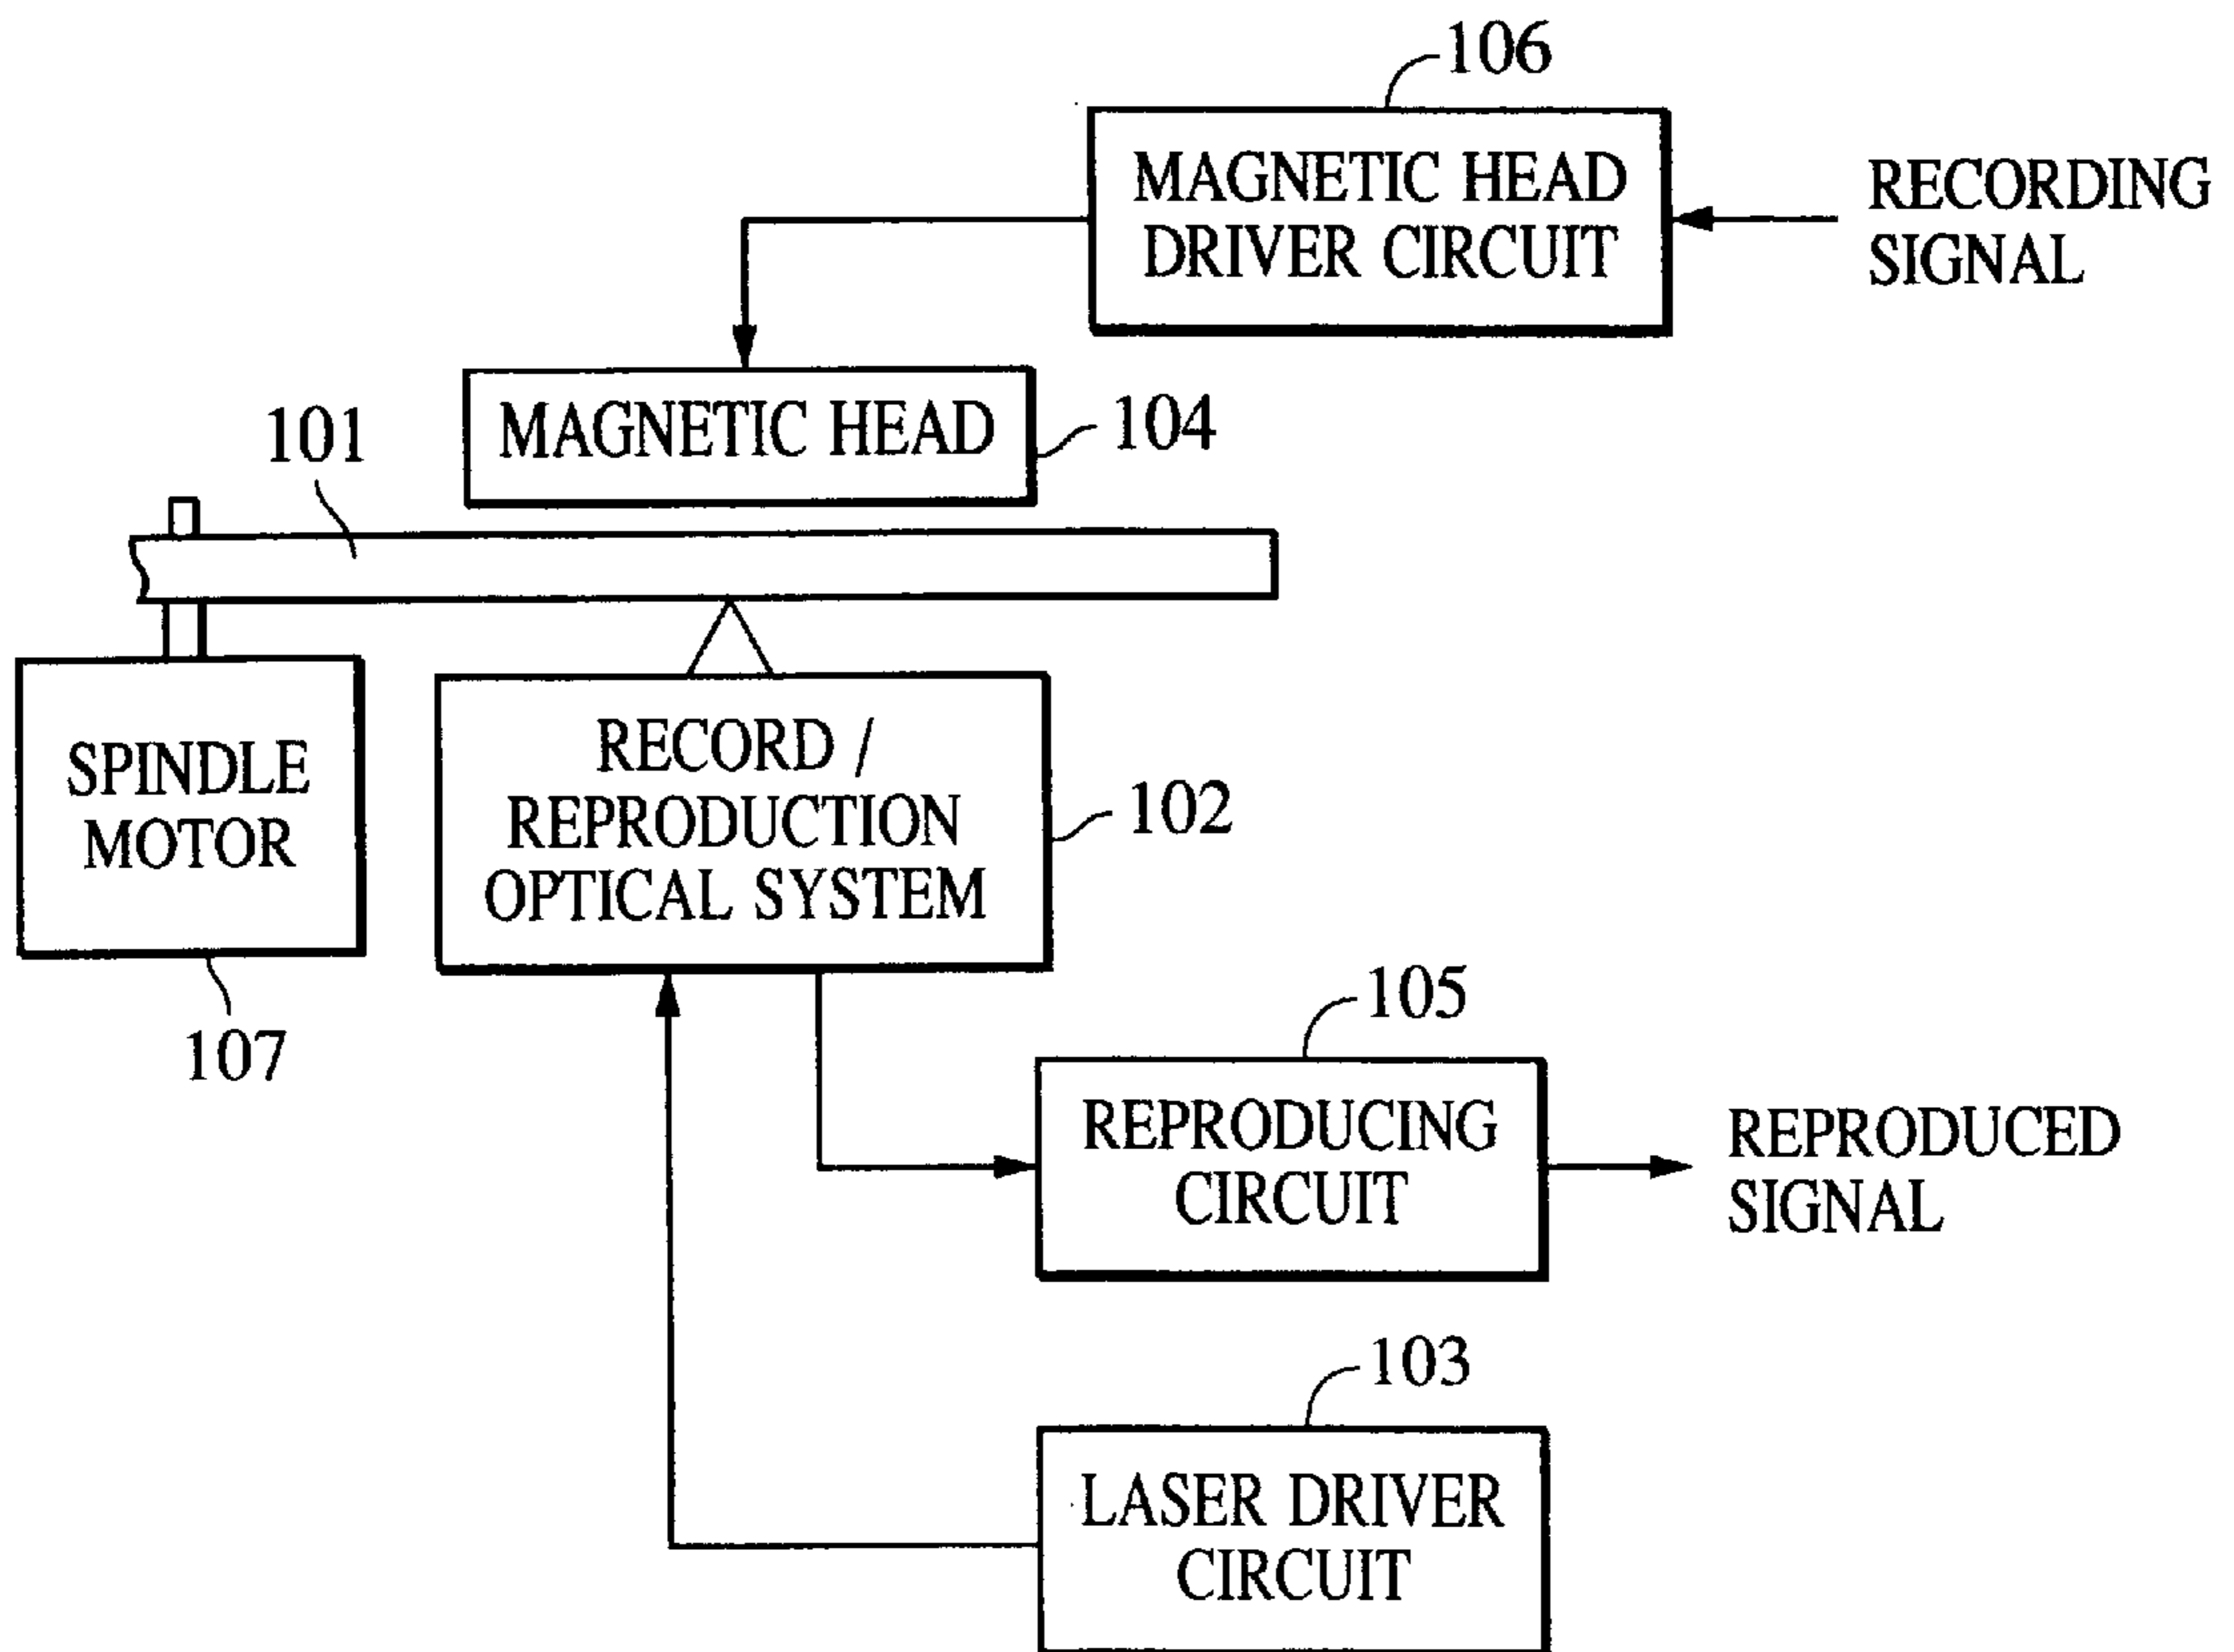 106
MAGNETIC HEAD
DRIVER CIRCUIT
RECORDING
SIGNAL
MAGNETIC HEAD
104
101
SPINDLE
MOTOR
107
RECORD /
REPRODUCTION
OPTICAL SYSTEM
102
105
REPRODUCING
CIRCUIT
REPRODUCED
SIGNAL
103
LASER DRIVER
CIRCUIT